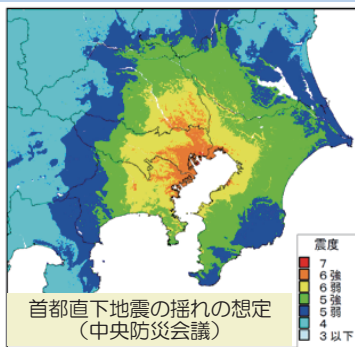 震度
7
6強
6弱
5強
5弱
4
3以下
首都直下地震の揺れの想定
（中央防災会議）